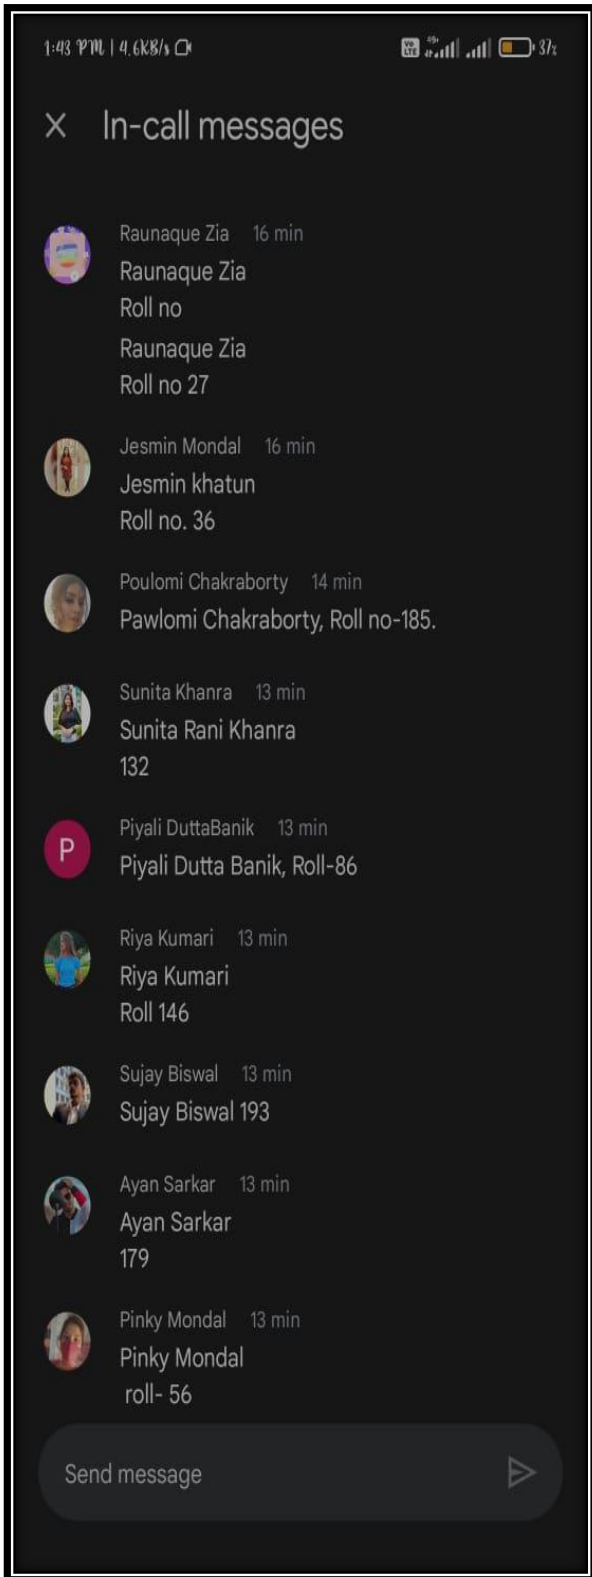 1:43 PM | 4.6KB/s
Vo LTE 4G+ 37%
In-call messages
Raunaque Zia 16 min
Raunaque Zia
Roll no
Raunaque Zia
Roll no 27
Jesmin Mondal 16 min
Jesmin khatun
Roll no. 36
Poulomi Chakraborty 14 min
Pawlomi Chakraborty, Roll no-185.
Sunita Khanra 13 min
Sunita Rani Khanra
132
Piyali DuttaBanik 13 min
P
Piyali Dutta Banik, Roll-86
Riya Kumari 13 min
Riya Kumari
Roll 146
Sujay Biswal 13 min
Sujay Biswal 193
Ayan Sarkar 13 min
Ayan Sarkar
179
Pinky Mondal 13 min
Pinky Mondal
roll- 56
Send message